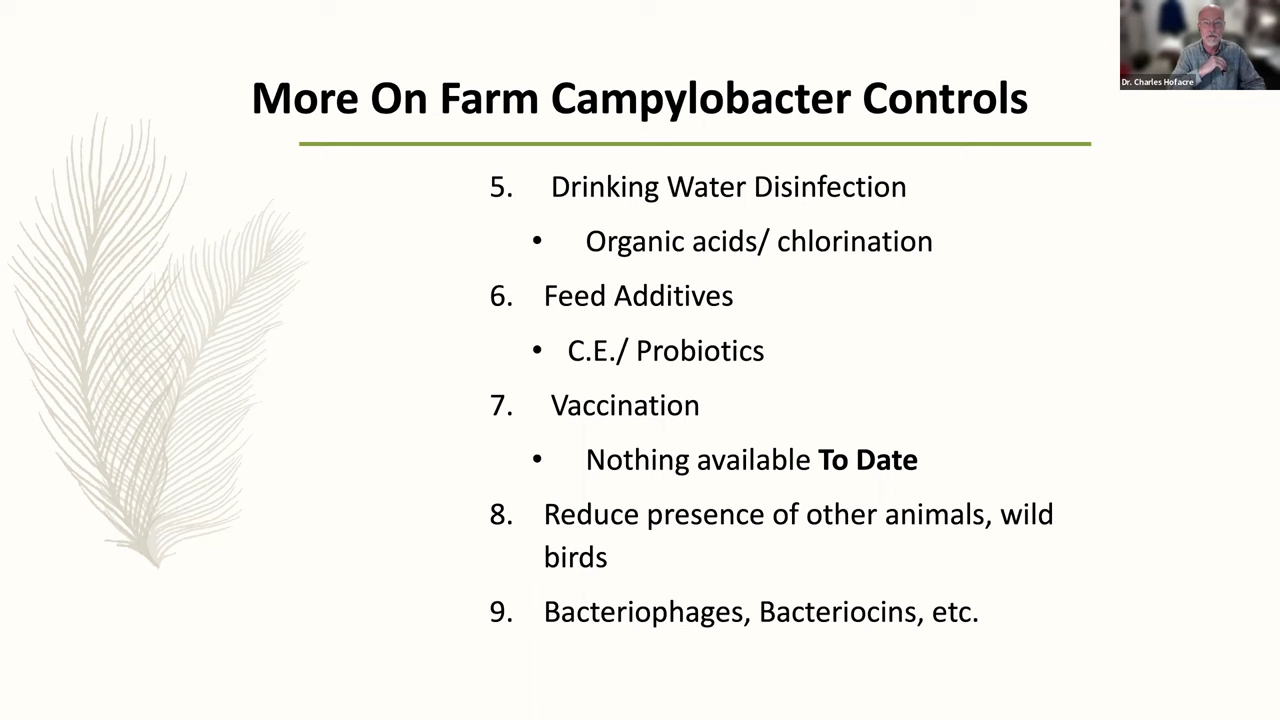 Dr. Charles Hofacre
More On Farm Campylobacter Controls
5. Drinking Water Disinfection
• Organic acids/ chlorination
6. Feed Additives
• C.E./ Probiotics
7. Vaccination
• Nothing available To Date
8. Reduce presence of other animals, wild
birds
9. Bacteriophages, Bacteriocins, etc.